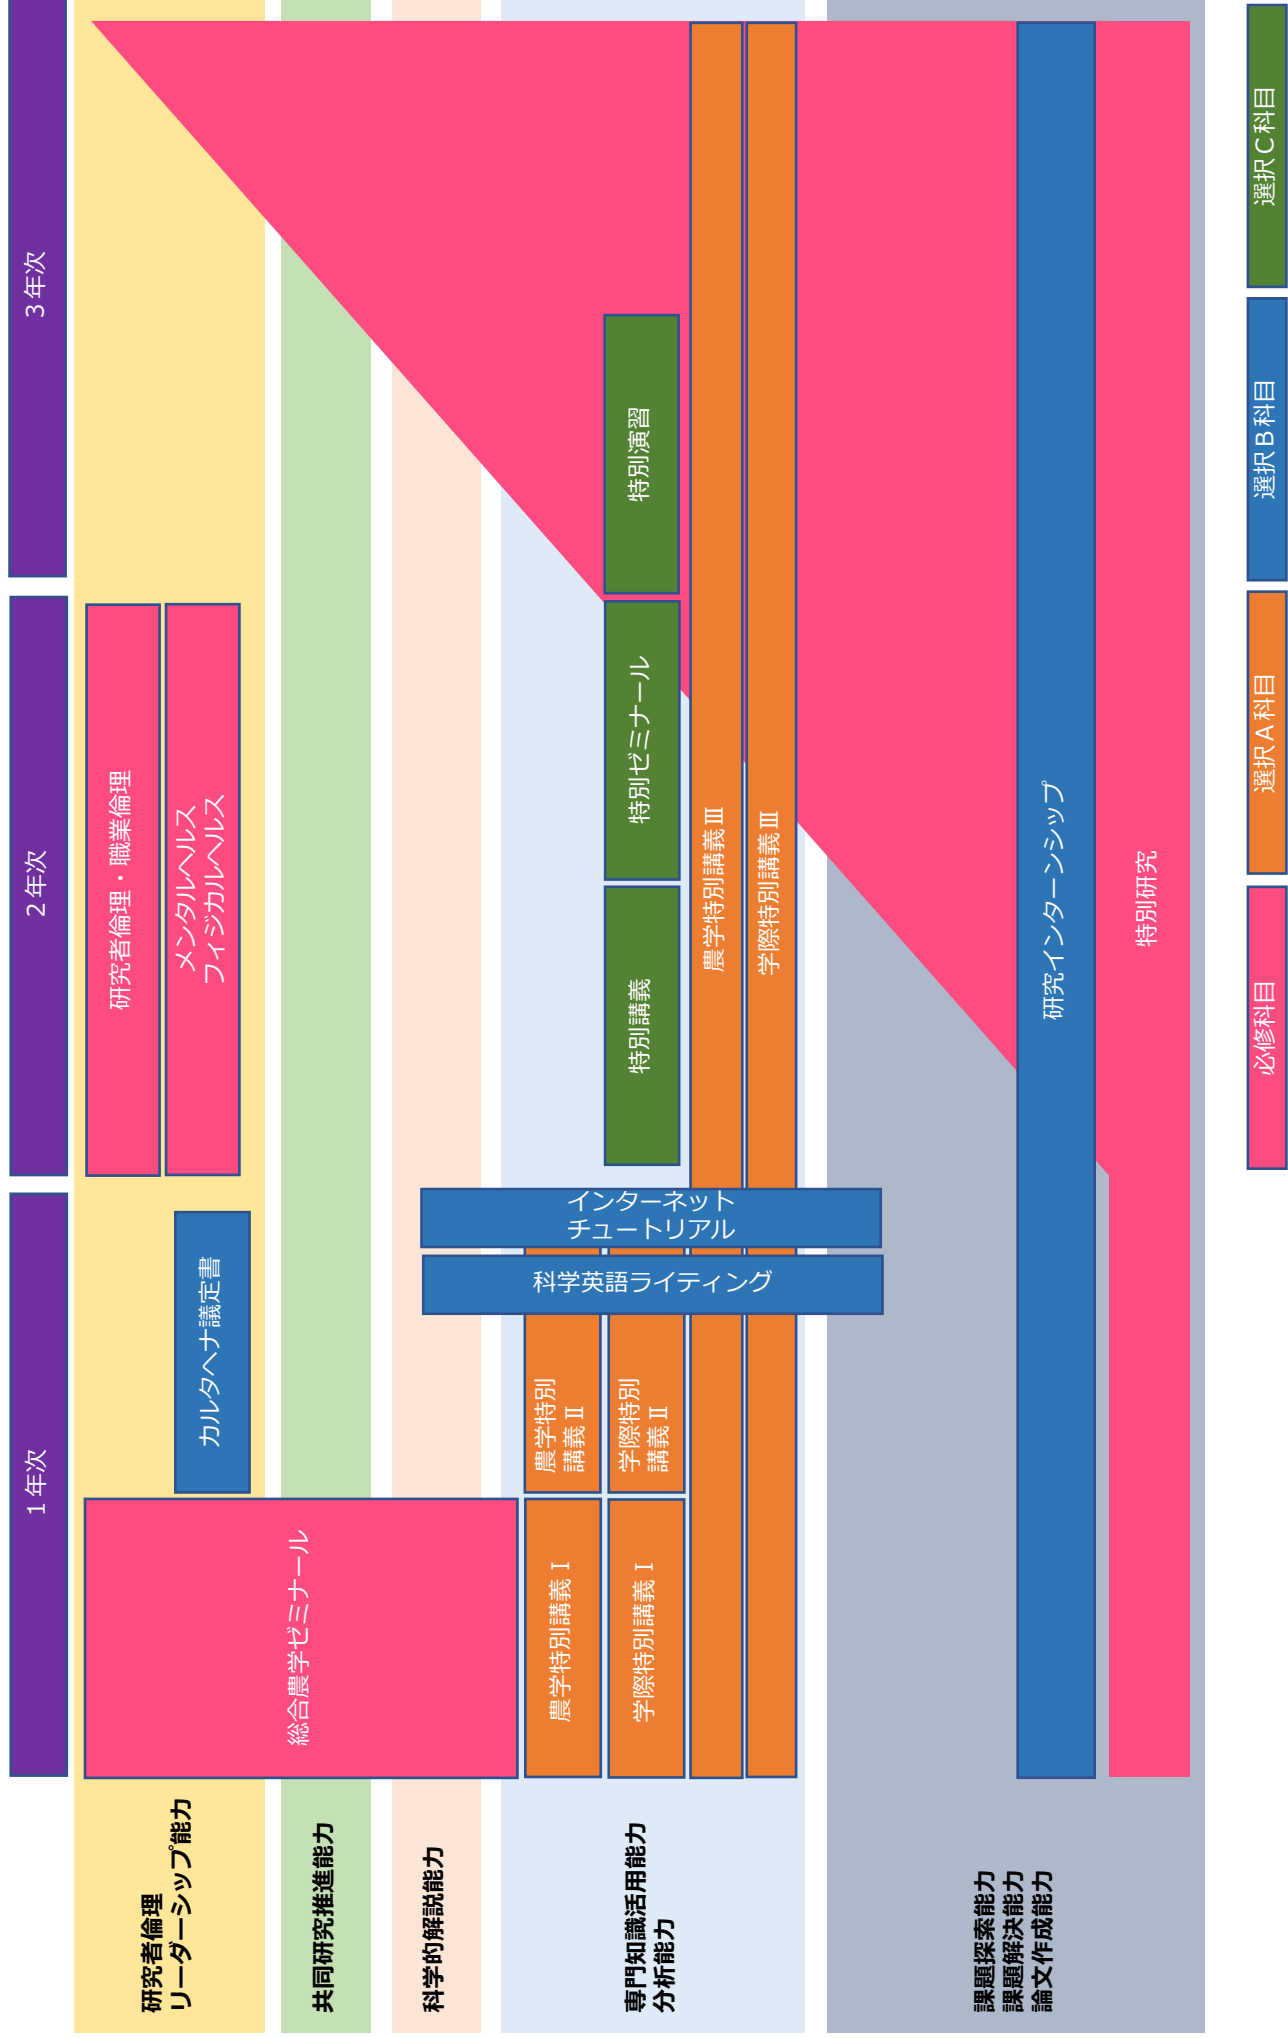 １年次
２年次
３年次
研究者倫理
リーダーシップ能力
総合農学ゼミナール
カルタヘナ議定書
研究者倫理・職業倫理
メンタルヘルス
フィジカルヘルス
共同研究推進能力
科学的解説能力
専門知識活用能力
分析能力
農学特別講義Ⅰ
農学特別
講義Ⅱ
学際特別講義Ⅰ
学際特別
講義Ⅱ
科学英語ライティング
インターネット
チュートリアル
特別講義
特別ゼミナール
特別演習
農学特別講義Ⅲ
学際特別講義Ⅲ
課題探索能力
課題解決能力
論文作成能力
研究インターンシップ
特別研究
必修科目
選択Ａ科目
選択Ｂ科目
選択Ｃ科目